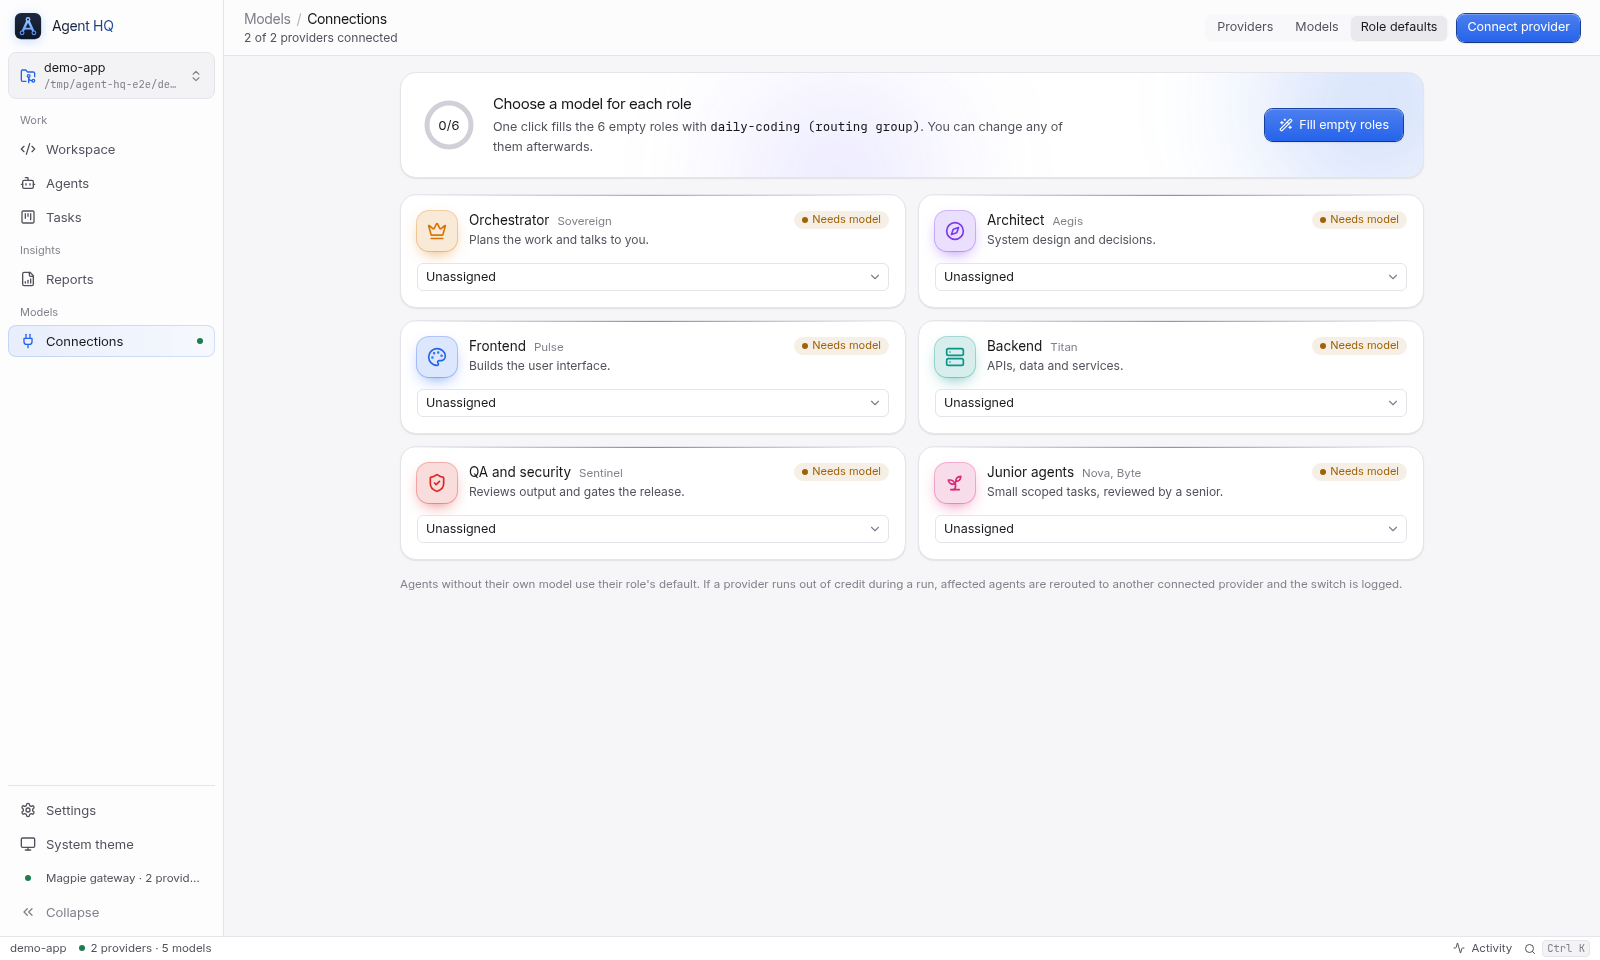 Agent HQ
demo-app
/tmp/agent-hq-e2e/de…
Work
Workspace
Agents
Tasks
Insights
Reports
Models
Connections
Settings
System theme
Magpie gateway · 2 provid…
Collapse
Models / Connections
2 of 2 providers connected
Providers
Models
Role defaults
Connect provider
0/6
Choose a model for each role
One click fills the 6 empty roles with daily-coding (routing group). You can change any of
them afterwards.
Fill empty roles
Orchestrator Sovereign
Needs model
Plans the work and talks to you.
Unassigned
Architect Aegis
Needs model
System design and decisions.
Unassigned
Frontend Pulse
Needs model
Builds the user interface.
Unassigned
Backend Titan
Needs model
APIs, data and services.
Unassigned
QA and security Sentinel
Needs model
Reviews output and gates the release.
Unassigned
Junior agents Nova, Byte
Needs model
Small scoped tasks, reviewed by a senior.
Unassigned
Agents without their own model use their role's default. If a provider runs out of credit during a run, affected agents are rerouted to another connected provider and the switch is logged.
demo-app
2 providers · 5 models
Activity
Ctrl K